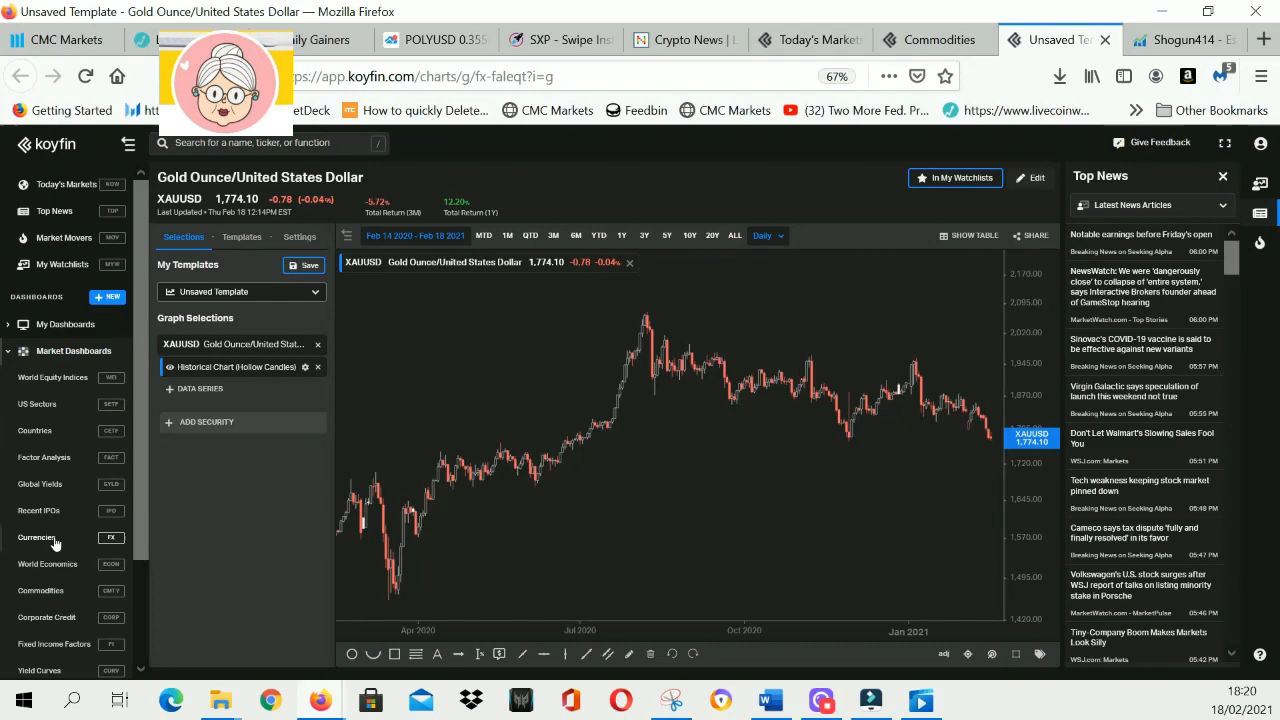 Unsaved Template - Gold Ounce/United States Dollar — Mozilla Firefox
CMC Markets
Daily Gainers
POLYUSD 0.355
SXP - Swipe Ins
Crypto News | L
Today's Markets
Commodities
Unsaved Te
Shogun414 - E
ps://app.koyfin.com/charts/g/fx-faleqt?i=g
67%
5
Getting Started
ht
etDeck
ITC
How to quickly Delete...
CMC Markets
Feedbin
CMC Markets
(32) Two More Fed. Pr...
https://www.livecoinw...
Other Bookmarks
koyfin
Search for a name, ticker, or function
/
Give Feedback
Today's Markets
NOW
Top News
TOP
Market Movers
MOV
My Watchlists
MYW
DASHBOARDS
+ NEW
My Dashboards
Market Dashboards
World Equity Indices
WEI
US Sectors
SETF
Countries
CETF
Factor Analysis
FACT
Global Yields
GYLD
Recent IPOs
IPO
Currencies
FX
World Economics
ECON
Commodities
CMTY
Corporate Credit
CORP
Fixed Income Factors
FI
Yield Curves
CURV
Gold Ounce/United States Dollar
XAUUSD 1,774.10 -0.78 (-0.04%)
Last Updated • Thu Feb 18 12:14PM EST
-5.72%
Total Return (3M)
12.20%
Total Return (1Y)
In My Watchlists
Edit
Selections
Templates
Settings
My Templates
Save
Unsaved Template
Graph Selections
XAUUSD Gold Ounce/United Stat...
Historical Chart (Hollow Candles)
+ DATA SERIES
+ ADD SECURITY
Feb 14 2020 - Feb 18 2021
MTD 1M QTD 3M 6M YTD 1Y 3Y 5Y 10Y 20Y ALL
Daily
SHOW TABLE
SHARE
XAUUSD Gold Ounce/United States Dollar 1,774.10 -0.78 -0.04%
2,170.00
2,095.00
2,020.00
1,945.00
1,870.00
XAUUSD
1,774.10
1,720.00
1,645.00
1,570.00
1,495.00
1,420.00
Apr 2020
Jul 2020
Oct 2020
Jan 2021
adj
Top News
Latest News Articles
Notable earnings before Friday's open
Breaking News on Seeking Alpha
06:00 PM
NewsWatch: We were 'dangerously
close' to collapse of 'entire system,'
says Interactive Brokers founder ahead
of GameStop hearing
MarketWatch.com - Top Stories
06:00 PM
Sinovac's COVID-19 vaccine is said to
be effective against new variants
Breaking News on Seeking Alpha
05:57 PM
Virgin Galactic says speculation of
launch this weekend not true
Breaking News on Seeking Alpha
05:55 PM
Don't Let Walmart's Slowing Sales Fool
You
WSJ.com: Markets
05:51 PM
Tech weakness keeping stock market
pinned down
Breaking News on Seeking Alpha
05:48 PM
Cameco says tax dispute 'fully and
finally resolved' in its favor
Breaking News on Seeking Alpha
05:47 PM
Volkswagen's U.S. stock surges after
WSJ report of talks on listing minority
stake in Porsche
MarketWatch.com - MarketPulse
05:46 PM
Tiny-Company Boom Makes Markets
Look Silly
WSJ.com: Markets
05:42 PM
18:20
18/02/2021